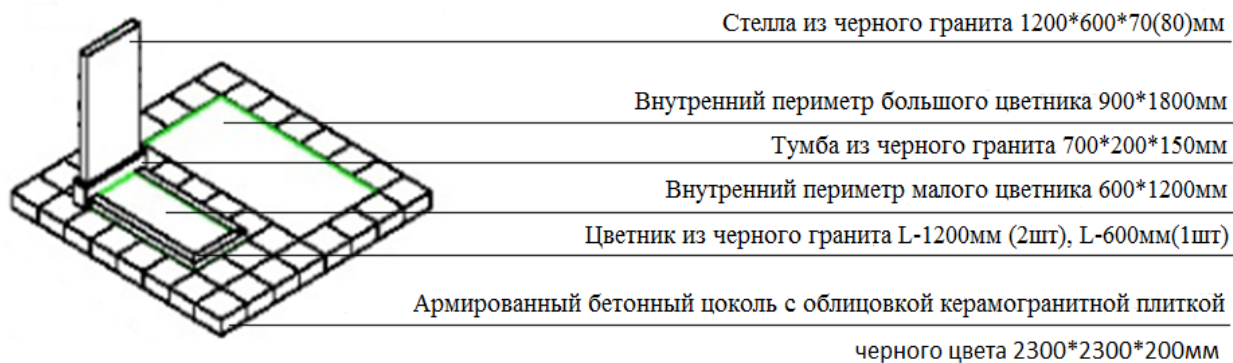 Стелла из черного гранита 1200*600*70(80)мм
Внутренний периметр большого цветника 900*1800мм
Тумба из черного гранита 700*200*150мм
Внутренний периметр малого цветника 600*1200мм
Цветник из черного гранита L-1200мм (2шт), L-600мм(1шт)
Армированный бетонный цоколь с облицовкой керамогранитной плиткой
черного цвета 2300*2300*200мм